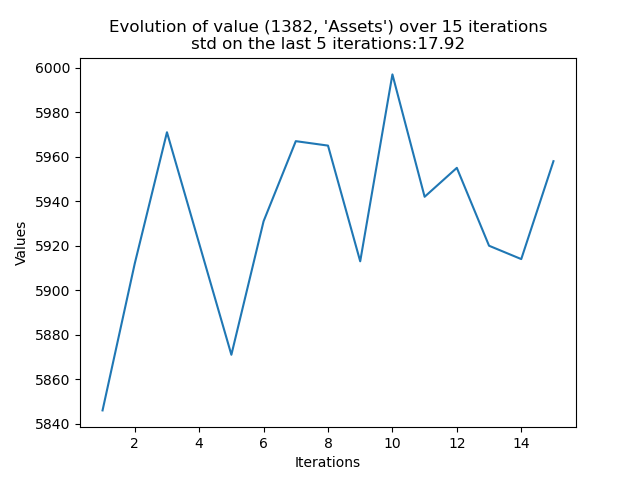 Evolution of value (1382, 'Assets') over 15 iterations
std on the last 5 iterations:17.92
6000
5980
5960
5940
5920
5900
5880
5860
5840
Values
2 4 6 8 10 12 14
Iterations